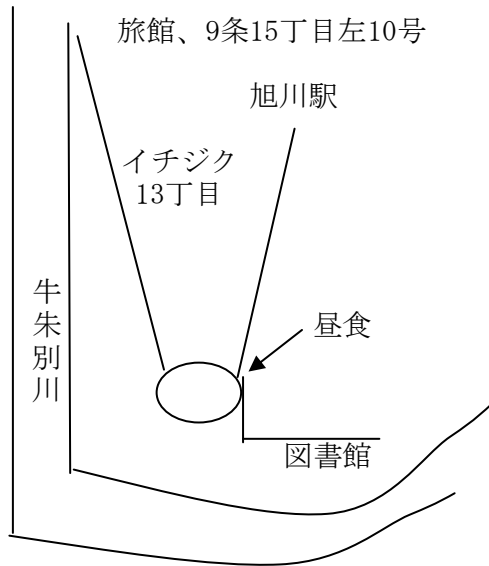 旅館、9条15丁目左10号
旭川駅
イチジク
13丁目
牛朱別川
昼食
図書館